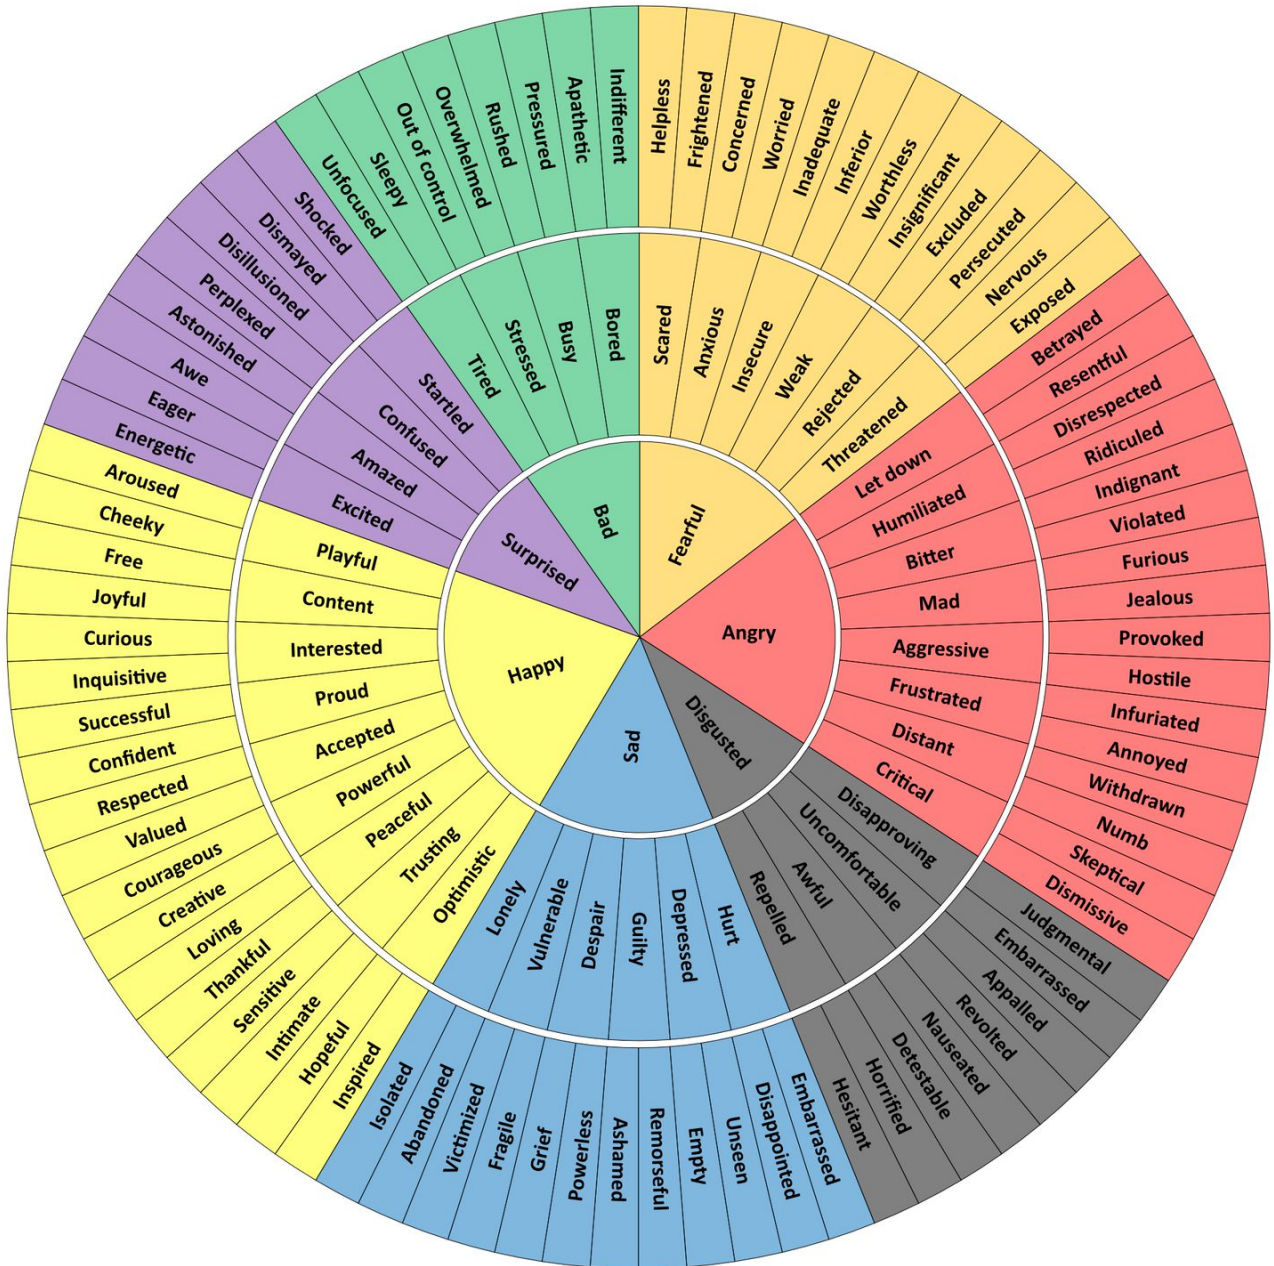 Fearful
Angry
Disgusted
Sad
Happy
Surprised
Bad
Scared
Anxious
Insecure
Weak
Rejected
Threatened
Let down
Humiliated
Bitter
Mad
Aggressive
Frustrated
Distant
Critical
Disapproving
Uncomfortable
Awful
Repelled
Hurt
Depressed
Guilty
Despair
Vulnerable
Lonely
Optimistic
Trusting
Peaceful
Powerful
Accepted
Proud
Interested
Content
Playful
Excited
Amazed
Confused
Startled
Tired
Stressed
Busy
Bored
Helpless
Frightened
Concerned
Worried
Inadequate
Inferior
Worthless
Insignificant
Excluded
Persecuted
Nervous
Exposed
Betrayed
Resentful
Disrespected
Ridiculed
Indignant
Violated
Furious
Jealous
Provoked
Hostile
Infuriated
Annoyed
Withdrawn
Numb
Skeptical
Dismissive
Judgmental
Embarrassed
Appalled
Revolted
Nauseated
Detestable
Horrified
Hesitant
Embarrassed
Disappointed
Unseen
Empty
Remorseful
Ashamed
Powerless
Grief
Fragile
Victimized
Abandoned
Isolated
Inspired
Hopeful
Intimate
Sensitive
Thankful
Loving
Creative
Courageous
Valued
Respected
Confident
Successful
Inquisitive
Curious
Joyful
Free
Cheeky
Aroused
Energetic
Eager
Awe
Astonished
Perplexed
Disillusioned
Dismayed
Shocked
Unfocused
Sleepy
Out of control
Overwhelmed
Rushed
Pressured
Apathetic
Indifferent